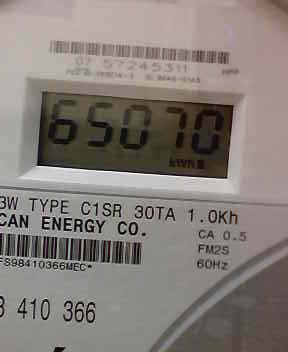 07 57245311
65070
kWh
3W TYPE C1SR 30TA 1.0Kh
CAN ENERGY CO.
CA 0.5
FM2S
60Hz
FS98410366MEC*
3 410 366